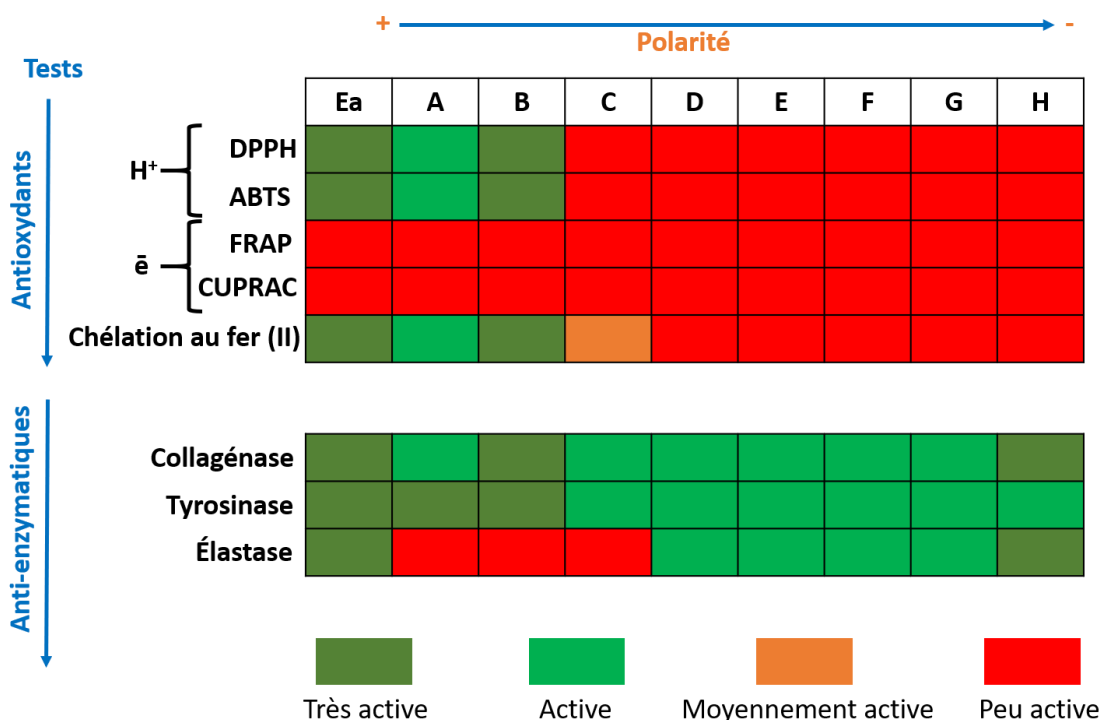 + -
Polarité
Tests
Ea A B C D E F G H
Antioxydants
H⁺
DPPH
ABTS
ē
FRAP
CUPRAC
Chélation au fer (II)
Anti-enzymatiques
Collagénase
Tyrosinase
Élastase
Très active Active Moyennement active Peu active